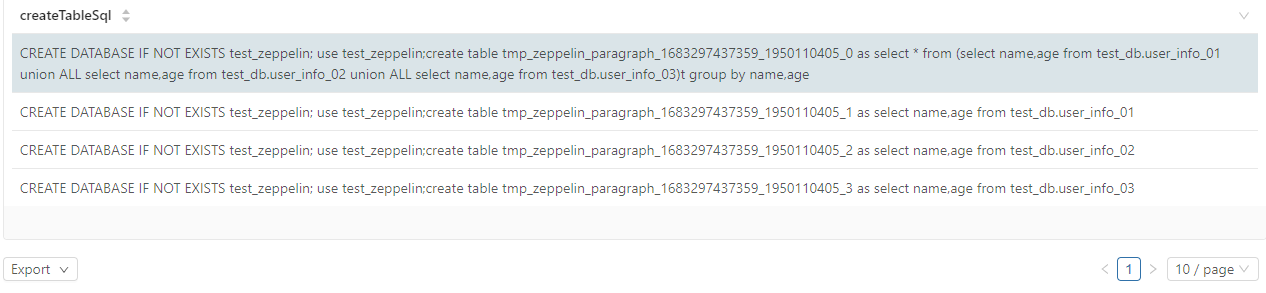 createTableSql
CREATE DATABASE IF NOT EXISTS test_zeppelin; use test_zeppelin;create table tmp_zeppelin_paragraph_1683297437359_1950110405_0 as select * from (select name,age from test_db.user_info_01
union ALL select name,age from test_db.user_info_02 union ALL select name,age from test_db.user_info_03)t group by name,age
CREATE DATABASE IF NOT EXISTS test_zeppelin; use test_zeppelin;create table tmp_zeppelin_paragraph_1683297437359_1950110405_1 as select name,age from test_db.user_info_01
CREATE DATABASE IF NOT EXISTS test_zeppelin; use test_zeppelin;create table tmp_zeppelin_paragraph_1683297437359_1950110405_2 as select name,age from test_db.user_info_02
CREATE DATABASE IF NOT EXISTS test_zeppelin; use test_zeppelin;create table tmp_zeppelin_paragraph_1683297437359_1950110405_3 as select name,age from test_db.user_info_03
Export 1 10 / page